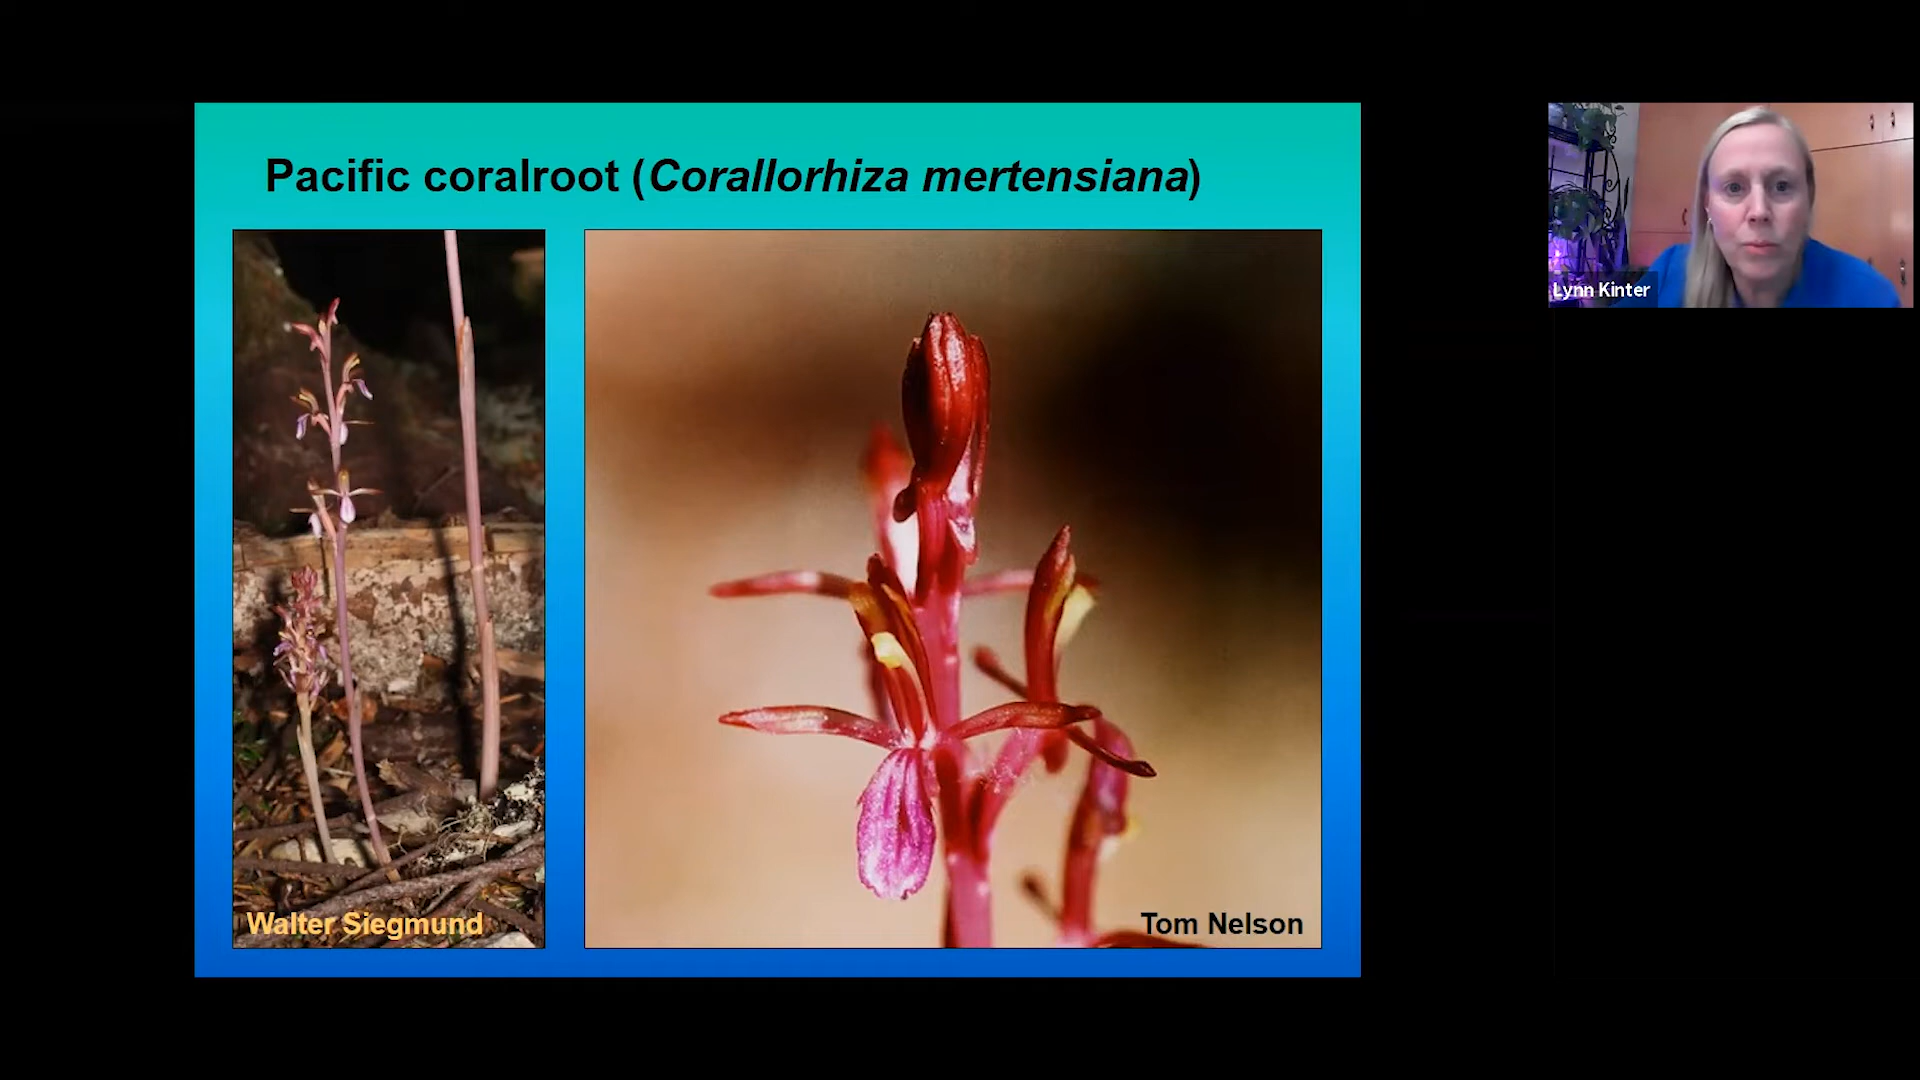 Pacific coralroot (Corallorhiza mertensiana)
Walter Siegmund
Tom Nelson
Lynn Kinter